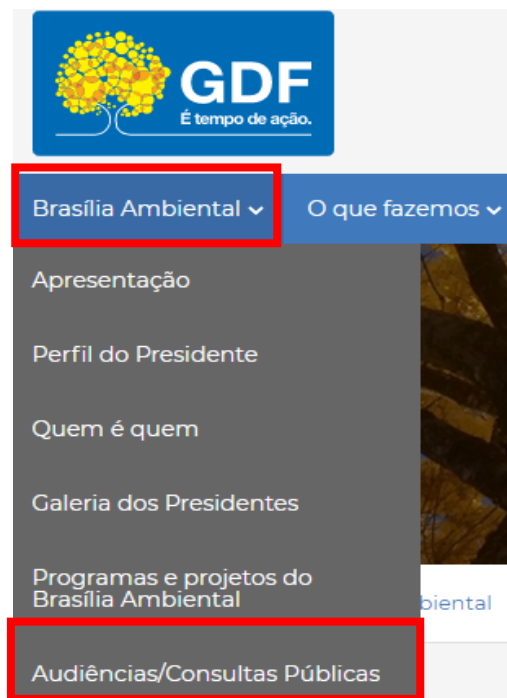 GDF
É tempo de ação.
Brasília Ambiental
O que fazemos
Apresentação
Perfil do Presidente
Quem é quem
Galeria dos Presidentes
Programas e projetos do
Brasília Ambiental
biental
Audiências/Consultas Públicas